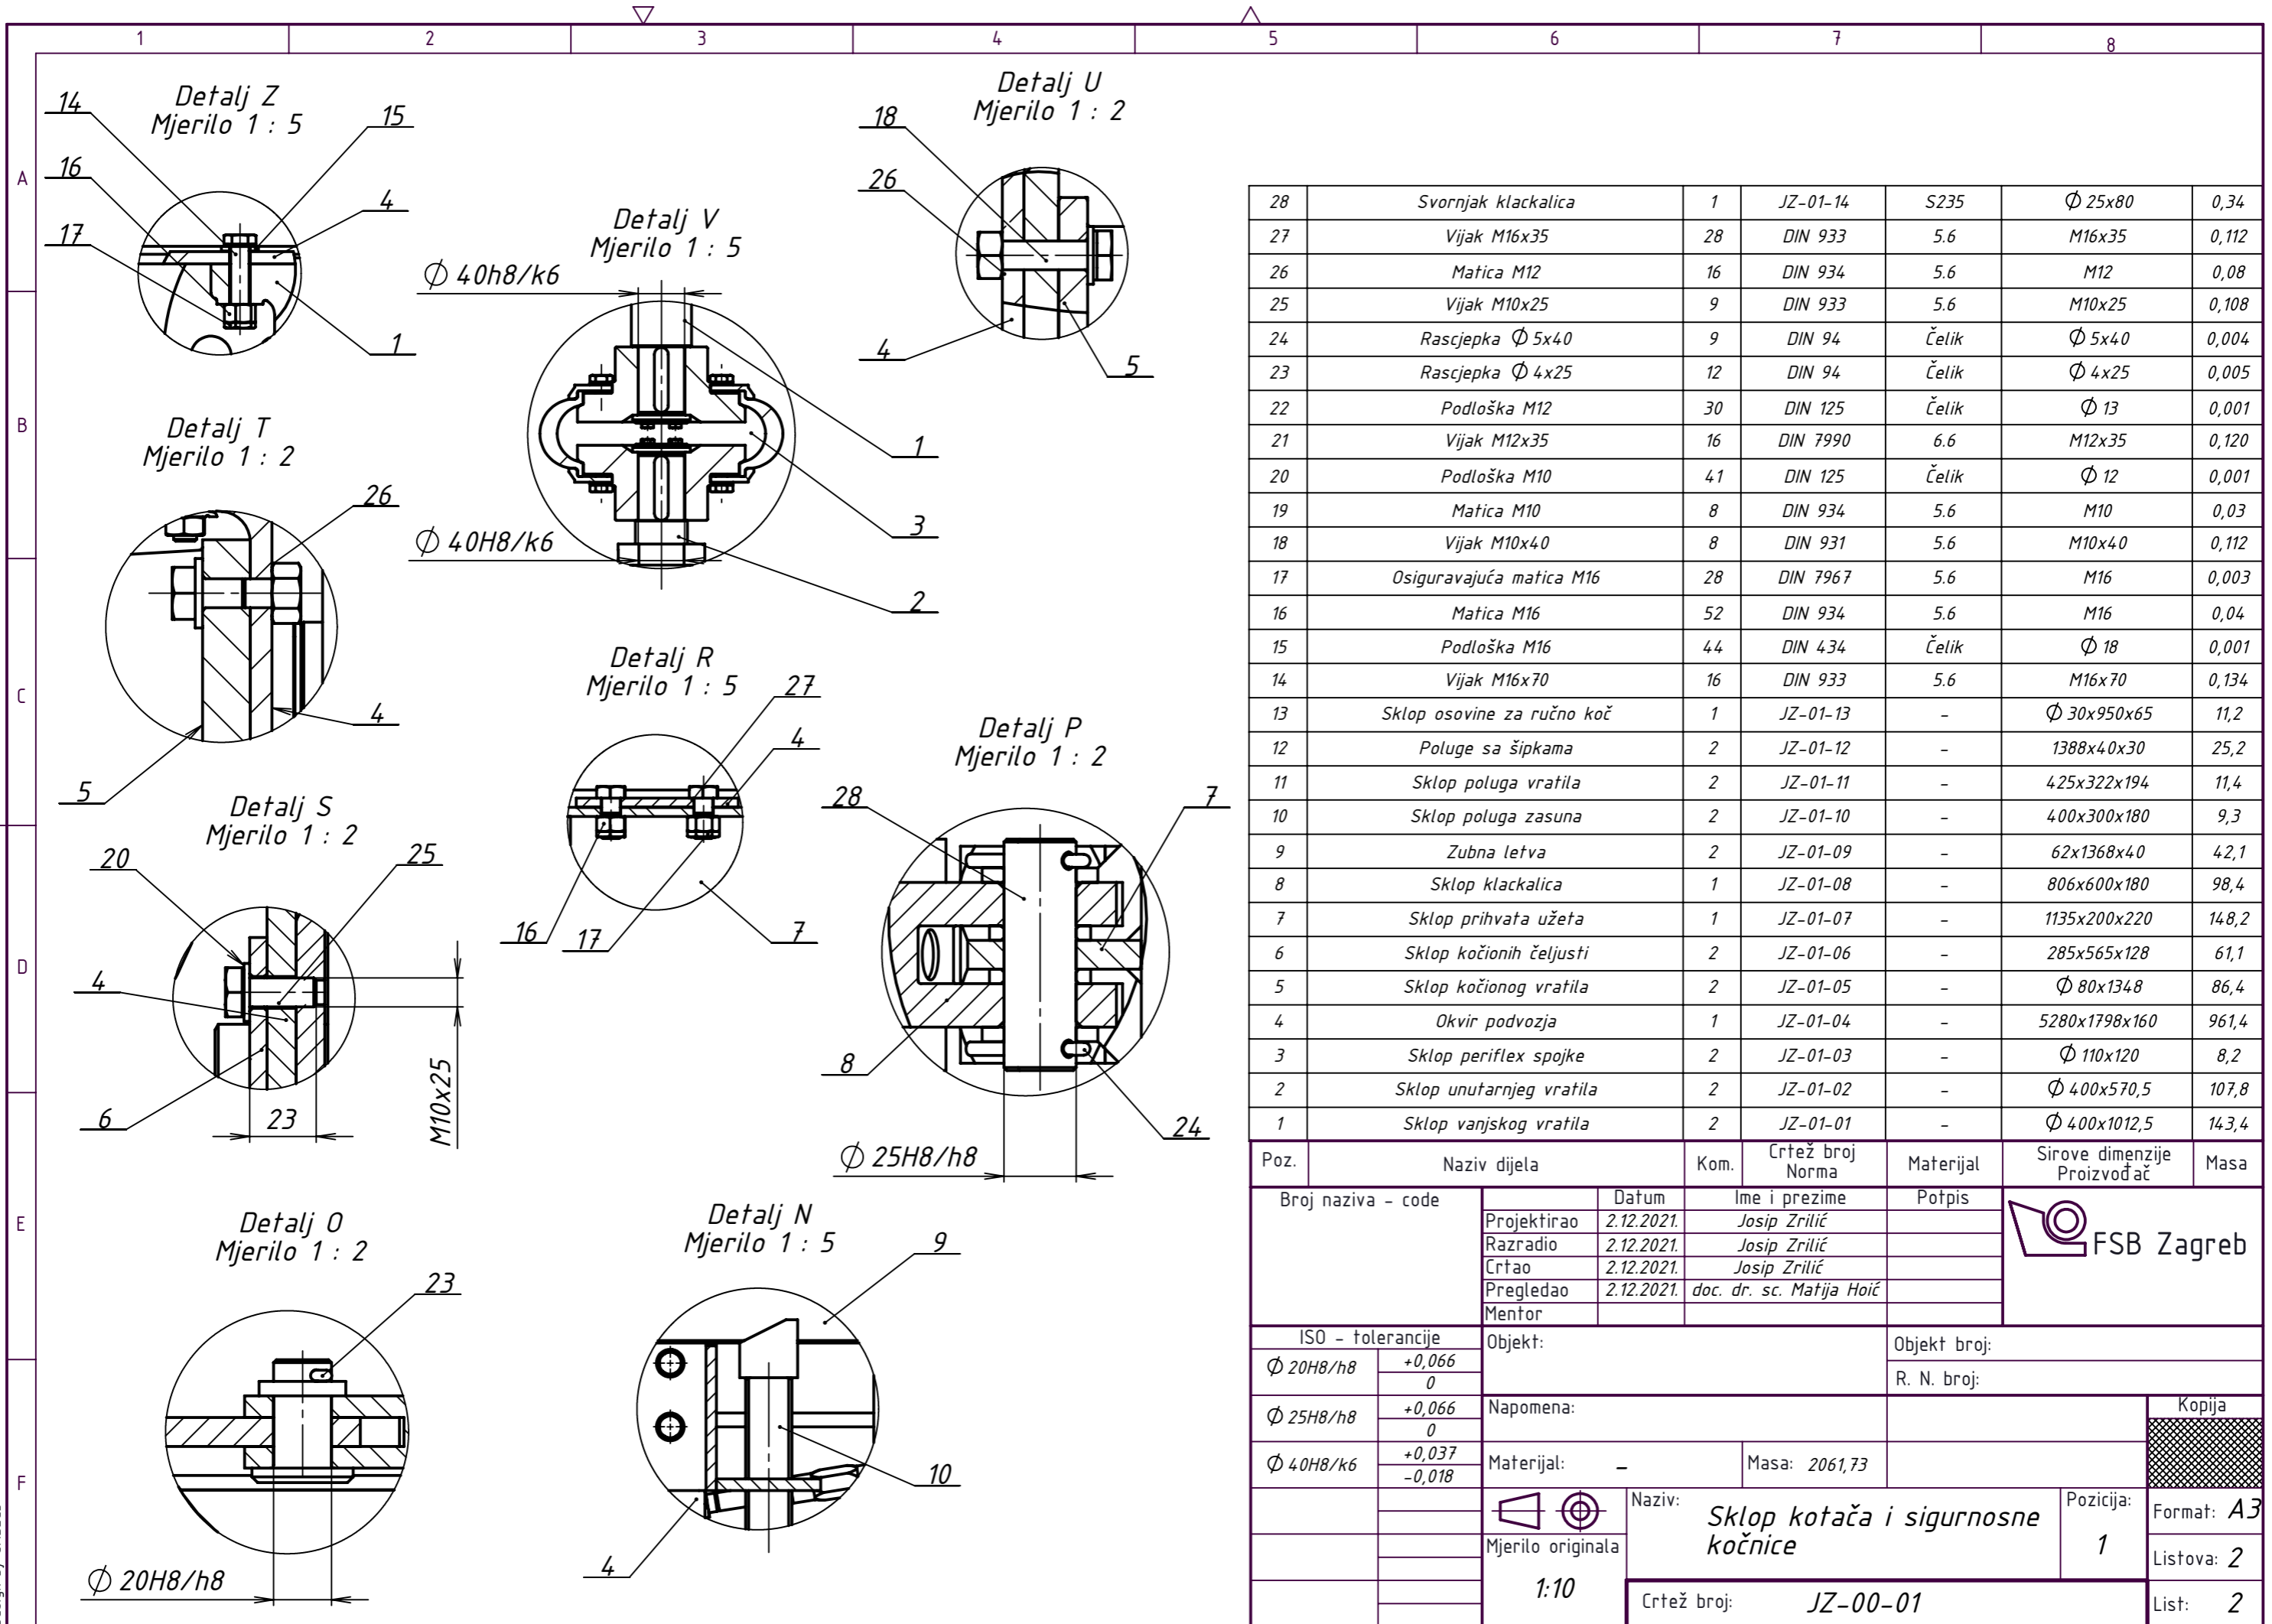 1 2 3 4 5 6 7 8
A
B
C
D
E
F
Detalj Z
Mjerilo 1 : 5
14
15
16
4
17
1
Detalj V
Mjerilo 1 : 5
Ø 40h8/k6
1
3
Ø 40H8/k6
2
Detalj U
Mjerilo 1 : 2
18
26
4
5
Detalj T
Mjerilo 1 : 2
26
4
5
Detalj R
Mjerilo 1 : 5
27
4
16
17
7
Detalj P
Mjerilo 1 : 2
28
7
8
24
Ø 25H8/h8
Detalj S
Mjerilo 1 : 2
20
25
4
6
23
M10x25
Detalj O
Mjerilo 1 : 2
23
Ø 20H8/h8
Detalj N
Mjerilo 1 : 5
9
10
4
28 Svornjak klackalica 1 JZ-01-14 S235 Ø 25x80 0,34
27 Vijak M16x35 28 DIN 933 5.6 M16x35 0,112
26 Matica M12 16 DIN 934 5.6 M12 0,08
25 Vijak M10x25 9 DIN 933 5.6 M10x25 0,108
24 Rascjepka Ø 5x40 9 DIN 94 Čelik Ø 5x40 0,004
23 Rascjepka Ø 4x25 12 DIN 94 Čelik Ø 4x25 0,005
22 Podloška M12 30 DIN 125 Čelik Ø 13 0,001
21 Vijak M12x35 16 DIN 7990 6.6 M12x35 0,120
20 Podloška M10 41 DIN 125 Čelik Ø 12 0,001
19 Matica M10 8 DIN 934 5.6 M10 0,03
18 Vijak M10x40 8 DIN 931 5.6 M10x40 0,112
17 Osiguravajuća matica M16 28 DIN 7967 5.6 M16 0,003
16 Matica M16 52 DIN 934 5.6 M16 0,04
15 Podloška M16 44 DIN 434 Čelik Ø 18 0,001
14 Vijak M16x70 16 DIN 933 5.6 M16x70 0,134
13 Sklop osovine za ručno koč 1 JZ-01-13 - Ø 30x950x65 11,2
12 Poluge sa šipkama 2 JZ-01-12 - 1388x40x30 25,2
11 Sklop poluga vratila 2 JZ-01-11 - 425x322x194 11,4
10 Sklop poluga zasuna 2 JZ-01-10 - 400x300x180 9,3
9 Zubna letva 2 JZ-01-09 - 62x1368x40 42,1
8 Sklop klackalica 1 JZ-01-08 - 806x600x180 98,4
7 Sklop prihvata užeta 1 JZ-01-07 - 1135x200x220 148,2
6 Sklop kočionih čeljusti 2 JZ-01-06 - 285x565x128 61,1
5 Sklop kočionog vratila 2 JZ-01-05 - Ø 80x1348 86,4
4 Okvir podvozja 1 JZ-01-04 - 5280x1798x160 961,4
3 Sklop periflex spojke 2 JZ-01-03 - Ø 110x120 8,2
2 Sklop unutarnjeg vratila 2 JZ-01-02 - Ø 400x570,5 107,8
1 Sklop vanjskog vratila 2 JZ-01-01 - Ø 400x1012,5 143,4
Poz. Naziv dijela Kom. Crtež broj Norma Materijal Sirove dimenzije Proizvođač Masa
Broj naziva - code
Datum Ime i prezime Potpis
Projektirao 2.12.2021. Josip Zrilić
Razradio 2.12.2021. Josip Zrilić
Crtao 2.12.2021. Josip Zrilić
Pregledao 2.12.2021. doc. dr. sc. Matija Hoić
Mentor
FSB Zagreb
ISO - tolerancije
Ø 20H8/h8 +0,066 0
Ø 25H8/h8 +0,066 0
Ø 40H8/k6 +0,037 -0,018
Objekt:
Objekt broj:
R. N. broj:
Napomena:
Kopija
Materijal: -
Masa: 2061,73
Mjerilo originala
1:10
Naziv: Sklop kotača i sigurnosne
kočnice
Pozicija:
1
Format: A3
Listova: 2
Crtež broj: JZ-00-01
List: 2